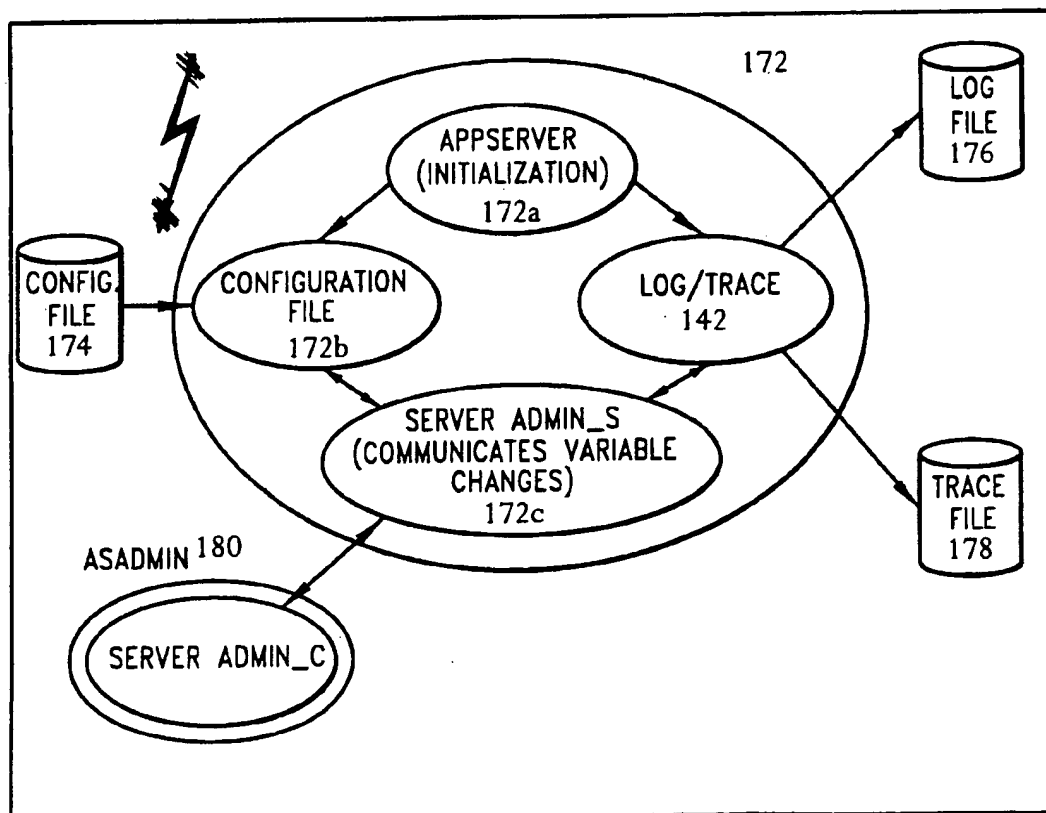 172
LOG
FILE
176
APPSERVER
(INITIALIZATION)
172a
CONFIG.
FILE
174
CONFIGURATION
FILE
172b
LOG/TRACE
142
SERVER ADMIN_S
(COMMUNICATES VARIABLE
CHANGES)
172c
TRACE
FILE
178
ASADMIN 180
SERVER ADMIN_C